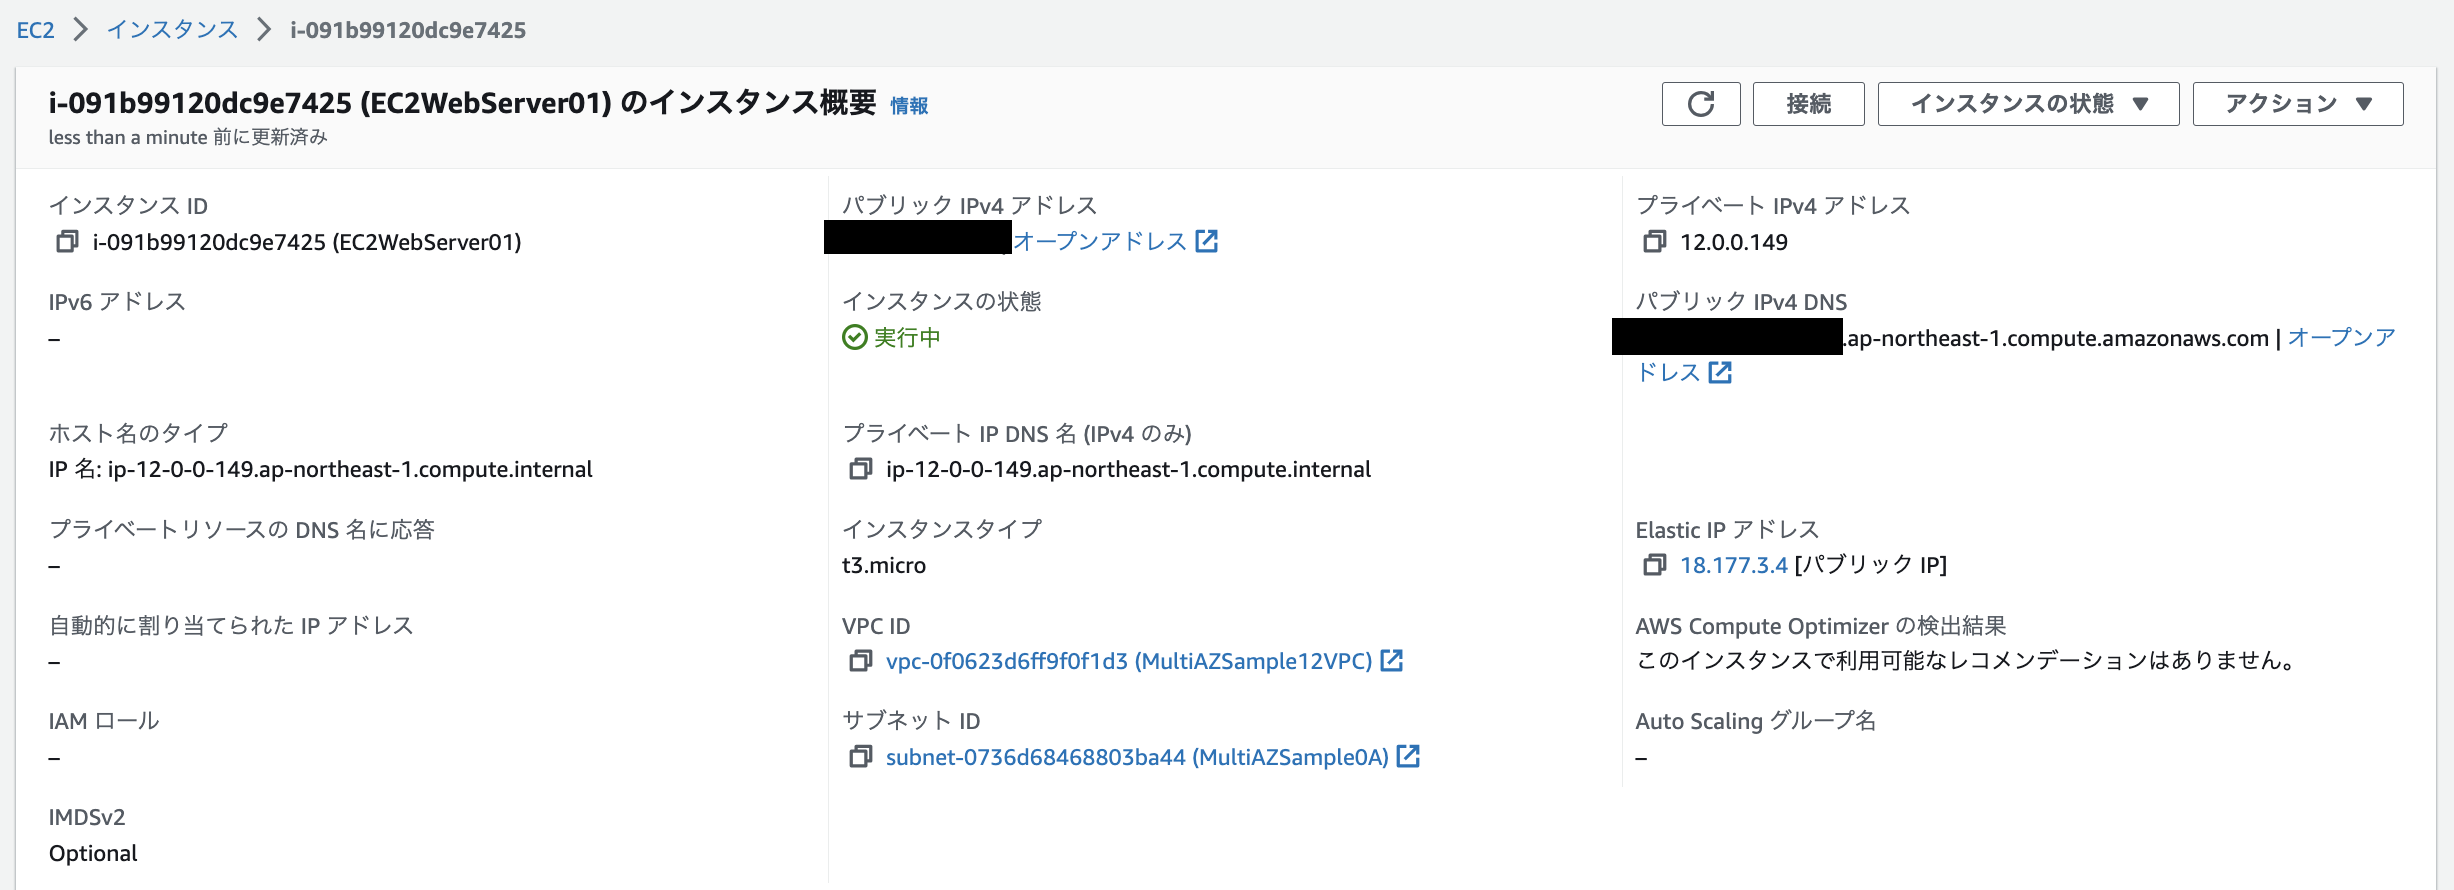 EC2 > インスタンス > i-091b99120dc9e7425
i-091b99120dc9e7425 (EC2WebServer01) のインスタンス概要 情報
less than a minute 前に更新済み
接続
インスタンスの状態 ▼
アクション ▼
インスタンス ID
i-091b99120dc9e7425 (EC2WebServer01)
パブリック IPv4 アドレス
オープンアドレス
プライベート IPv4 アドレス
12.0.0.149
IPv6 アドレス
–
インスタンスの状態
実行中
パブリック IPv4 DNS
.ap-northeast-1.compute.amazonaws.com | オープンア
ドレス
ホスト名のタイプ
IP 名: ip-12-0-0-149.ap-northeast-1.compute.internal
プライベート IP DNS 名 (IPv4 のみ)
ip-12-0-0-149.ap-northeast-1.compute.internal
プライベートリソースの DNS 名に応答
–
インスタンスタイプ
t3.micro
Elastic IP アドレス
18.177.3.4 [パブリック IP]
自動的に割り当てられた IP アドレス
–
VPC ID
vpc-0f0623d6ff9f0f1d3 (MultiAZSample12VPC)
AWS Compute Optimizer の検出結果
このインスタンスで利用可能なレコメンデーションはありません。
IAM ロール
–
サブネット ID
subnet-0736d68468803ba44 (MultiAZSample0A)
Auto Scaling グループ名
–
IMDSv2
Optional